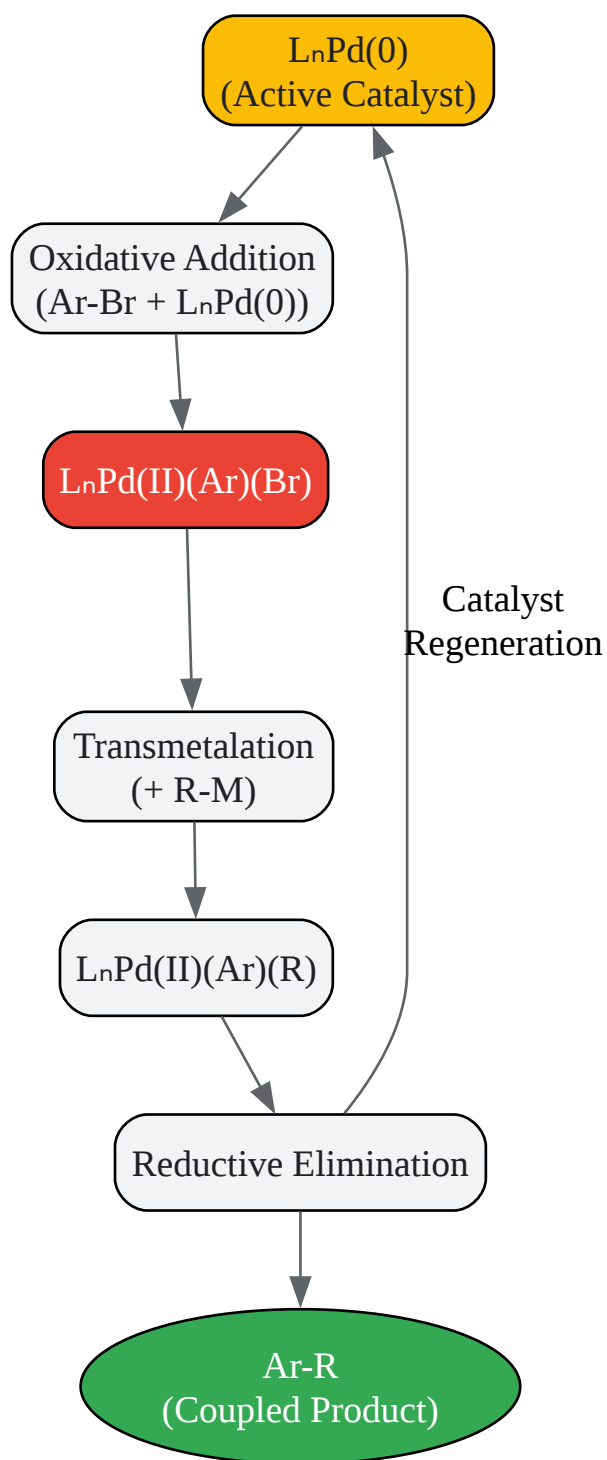 LₙPd(0)
(Active Catalyst)
Oxidative Addition
(Ar-Br + LₙPd(0))
LₙPd(II)(Ar)(Br)
Catalyst
Regeneration
Transmetalation
(+ R-M)
LₙPd(II)(Ar)(R)
Reductive Elimination
Ar-R
(Coupled Product)